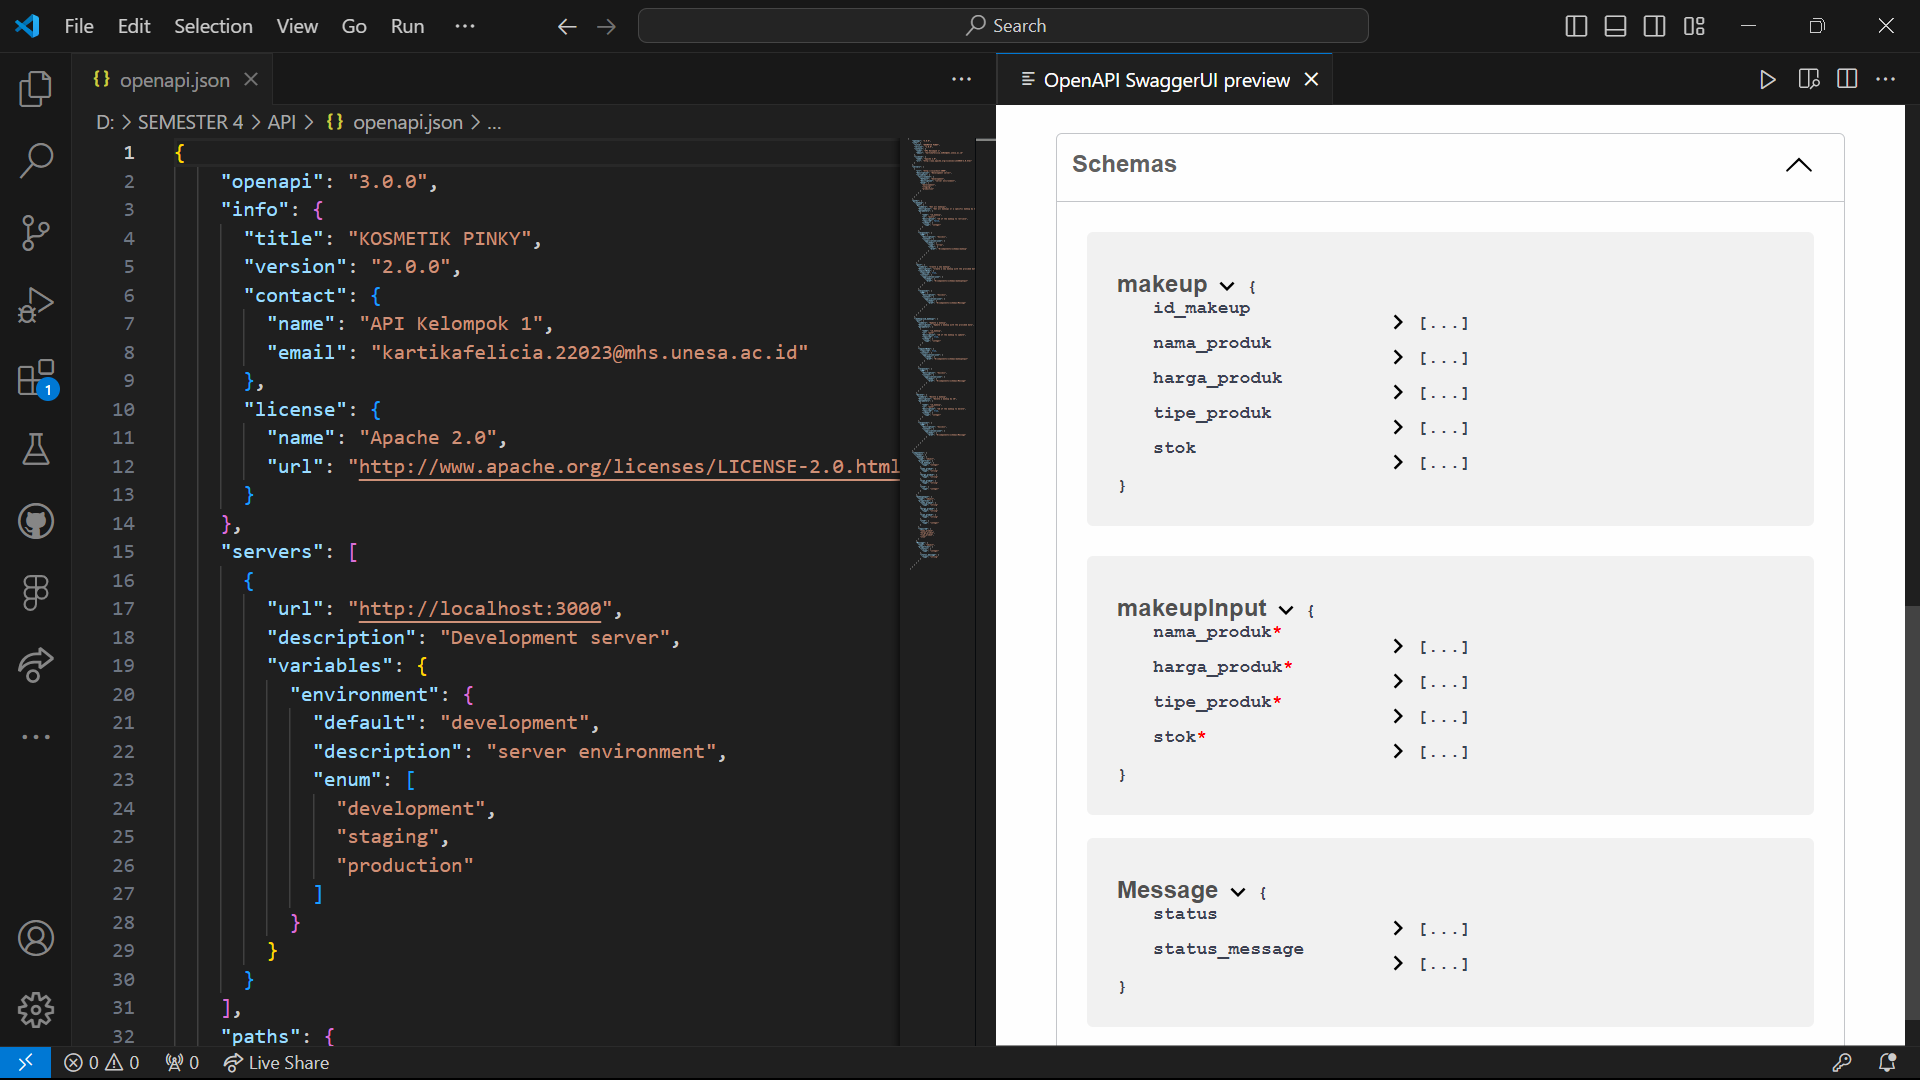 File Edit Selection View Go Run ···
Search
{} openapi.json
D: > SEMESTER 4 > API > {} openapi.json > ...
1 {
2 "openapi": "3.0.0",
3 "info": {
4 "title": "KOSMETIK PINKY",
5 "version": "2.0.0",
6 "contact": {
7 "name": "API Kelompok 1",
8 "email": "kartikafelicia.22023@mhs.unesa.ac.id"
9 },
10 "license": {
11 "name": "Apache 2.0",
12 "url": "http://www.apache.org/licenses/LICENSE-2.0.html
13 }
14 },
15 "servers": [
16 {
17 "url": "http://localhost:3000",
18 "description": "Development server",
19 "variables": {
20 "environment": {
21 "default": "development",
22 "description": "server environment",
23 "enum": [
24 "development",
25 "staging",
26 "production"
27 ]
28 }
29 }
30 }
31 ],
32 "paths": {
OpenAPI SwaggerUI preview
Schemas
makeup {
id_makeup > [...]
nama_produk > [...]
harga_produk > [...]
tipe_produk > [...]
stok > [...]
}
makeupInput {
nama_produk* > [...]
harga_produk* > [...]
tipe_produk* > [...]
stok* > [...]
}
Message {
status > [...]
status_message > [...]
}
1
0 0 0 Live Share